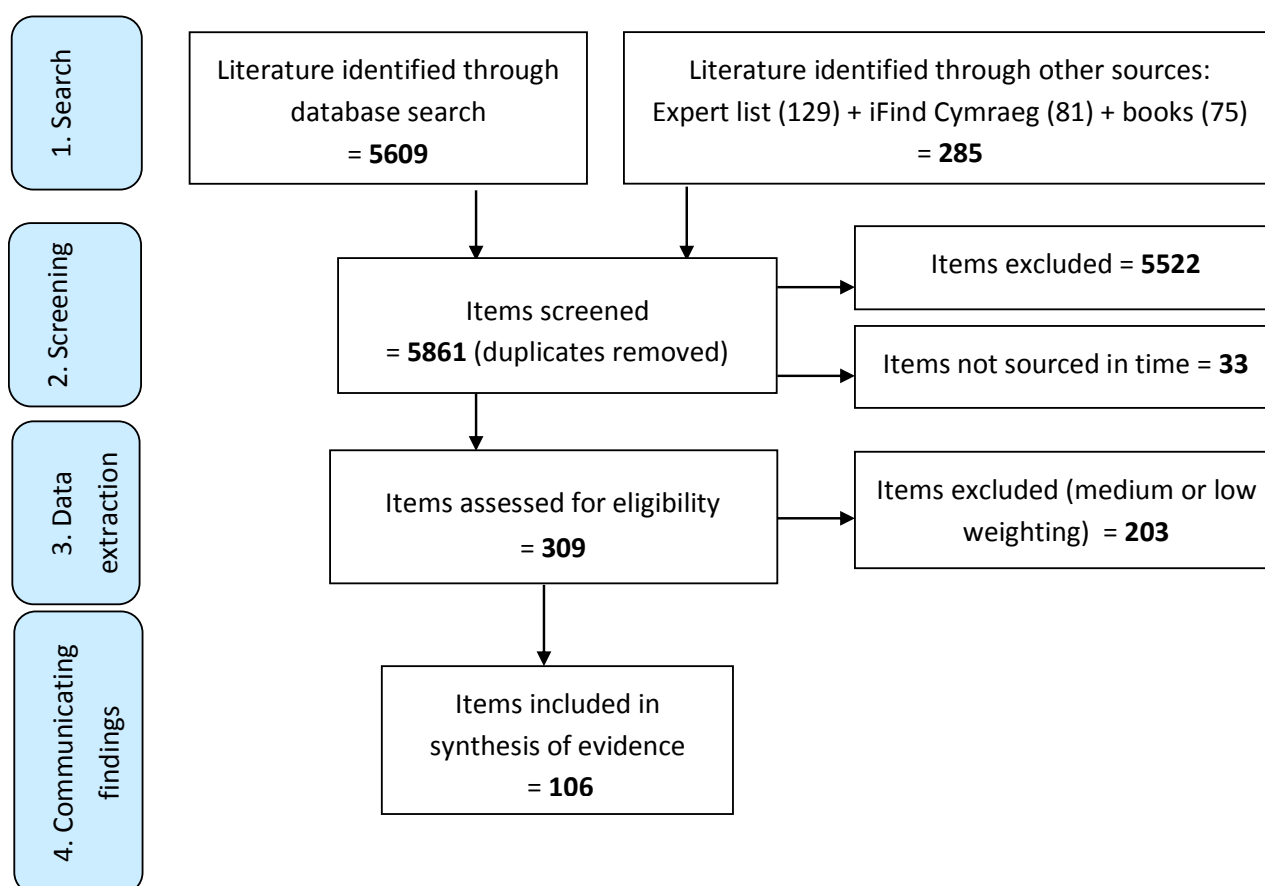 1. Search
Literature identified through
database search
= 5609
Literature identified through other sources:
Expert list (129) + iFind Cymraeg (81) + books (75)
= 285
2. Screening
Items screened
= 5861 (duplicates removed)
Items excluded = 5522
Items not sourced in time = 33
3. Data
extraction
Items assessed for eligibility
= 309
Items excluded (medium or low
weighting) = 203
4. Communicating
findings
Items included in
synthesis of evidence
= 106